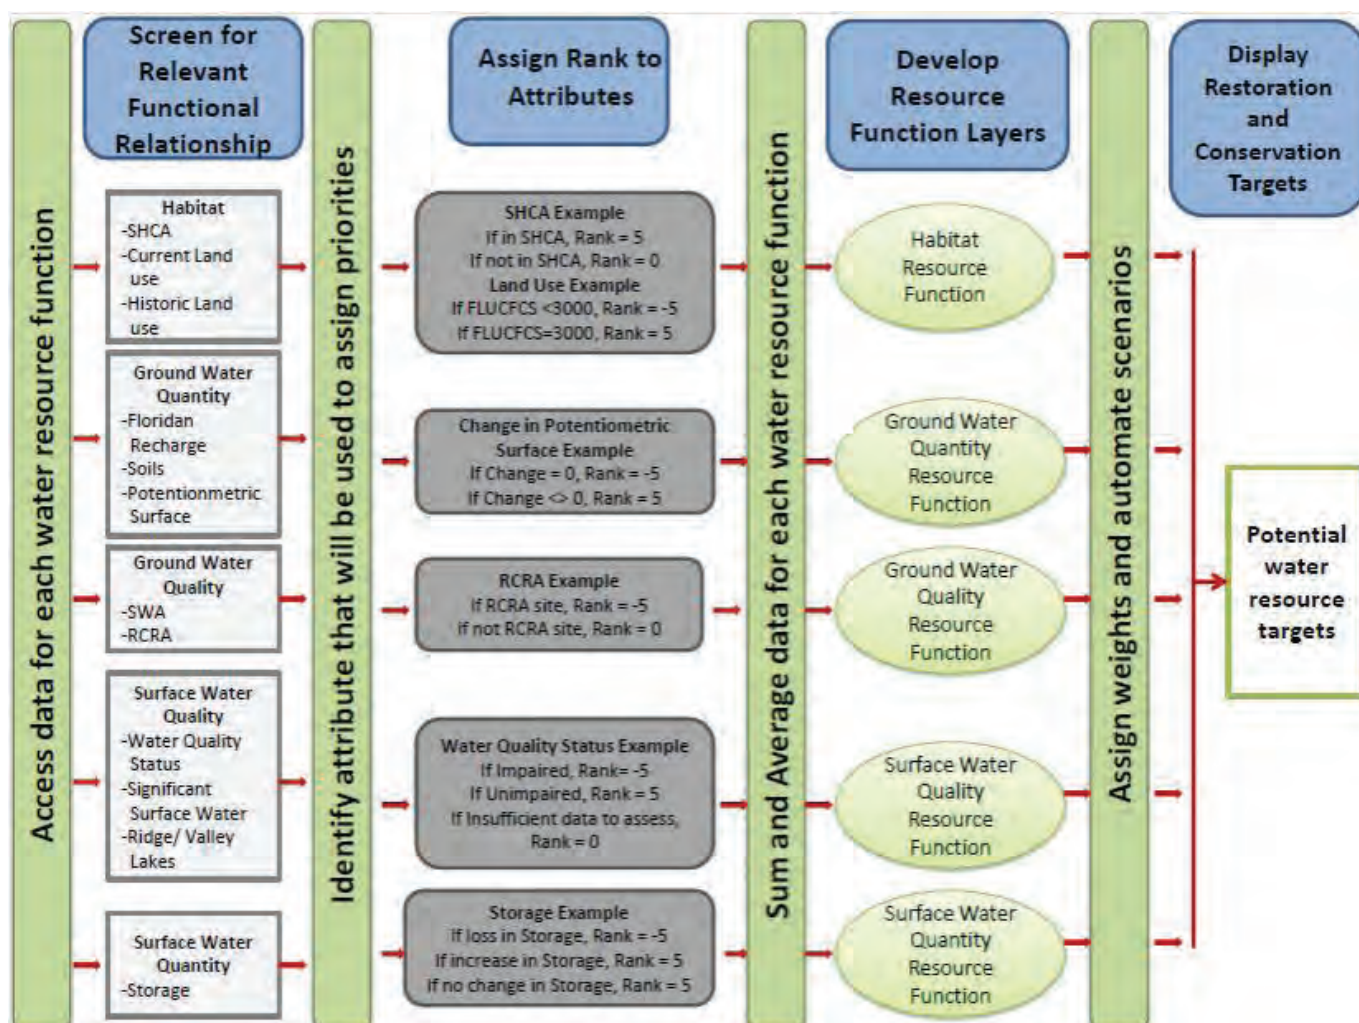 Access data for each water resource function
Screen for
Relevant
Functional
Relationship
Habitat
-SHCA
-Current Land
use
-Historic Land
use
Ground Water
Quantity
-Floridan
Recharge
-Soils
-Potentionmetric
Surface
Ground Water
Quality
-SWA
-RCRA
Surface Water
Quality
-Water Quality
Status
-Significant
Surface Water
-Ridge/ Valley
Lakes
Surface Water
Quantity
-Storage
Identify attribute that will be used to assign priorities
Assign Rank to
Attributes
SHCA Example
If in SHCA, Rank = 5
If not in SHCA, Rank = 0
Land Use Example
If FLUCFCS <3000, Rank = -5
If FLUCFCS=3000, Rank = 5
Change in Potentiometric
Surface Example
If Change = 0, Rank = -5
If Change <> 0, Rank = 5
RCRA Example
If RCRA site, Rank = -5
If not RCRA site, Rank = 0
Water Quality Status Example
If Impaired, Rank= -5
If Unimpaired, Rank = 5
If Insufficient data to assess,
Rank = 0
Storage Example
If loss in Storage, Rank = -5
If increase in Storage, Rank = 5
If no change in Storage, Rank = 5
Sum and Average data for each water resource function
Develop
Resource
Function Layers
Habitat
Resource
Function
Ground Water
Quantity
Resource
Function
Ground Water
Quality
Resource
Function
Surface Water
Quality
Resource
Function
Surface Water
Quantity
Resource
Function
Assign weights and automate scenarios
Display
Restoration
and
Conservation
Targets
Potential
water
resource
targets